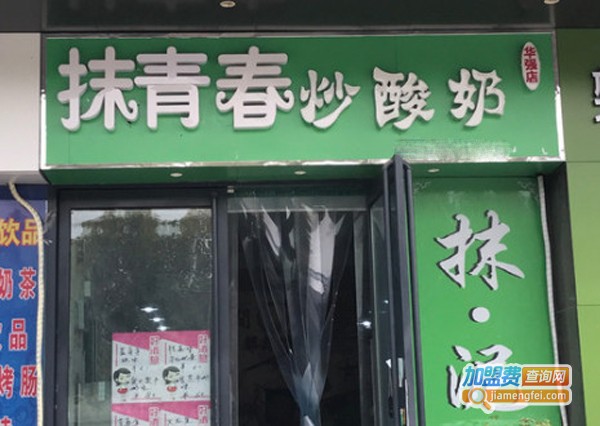 抹青春炒酸奶
华强店
饮品
奶茶
品
烤肠
抹·记
加盟费查询网
jiamengfei.com